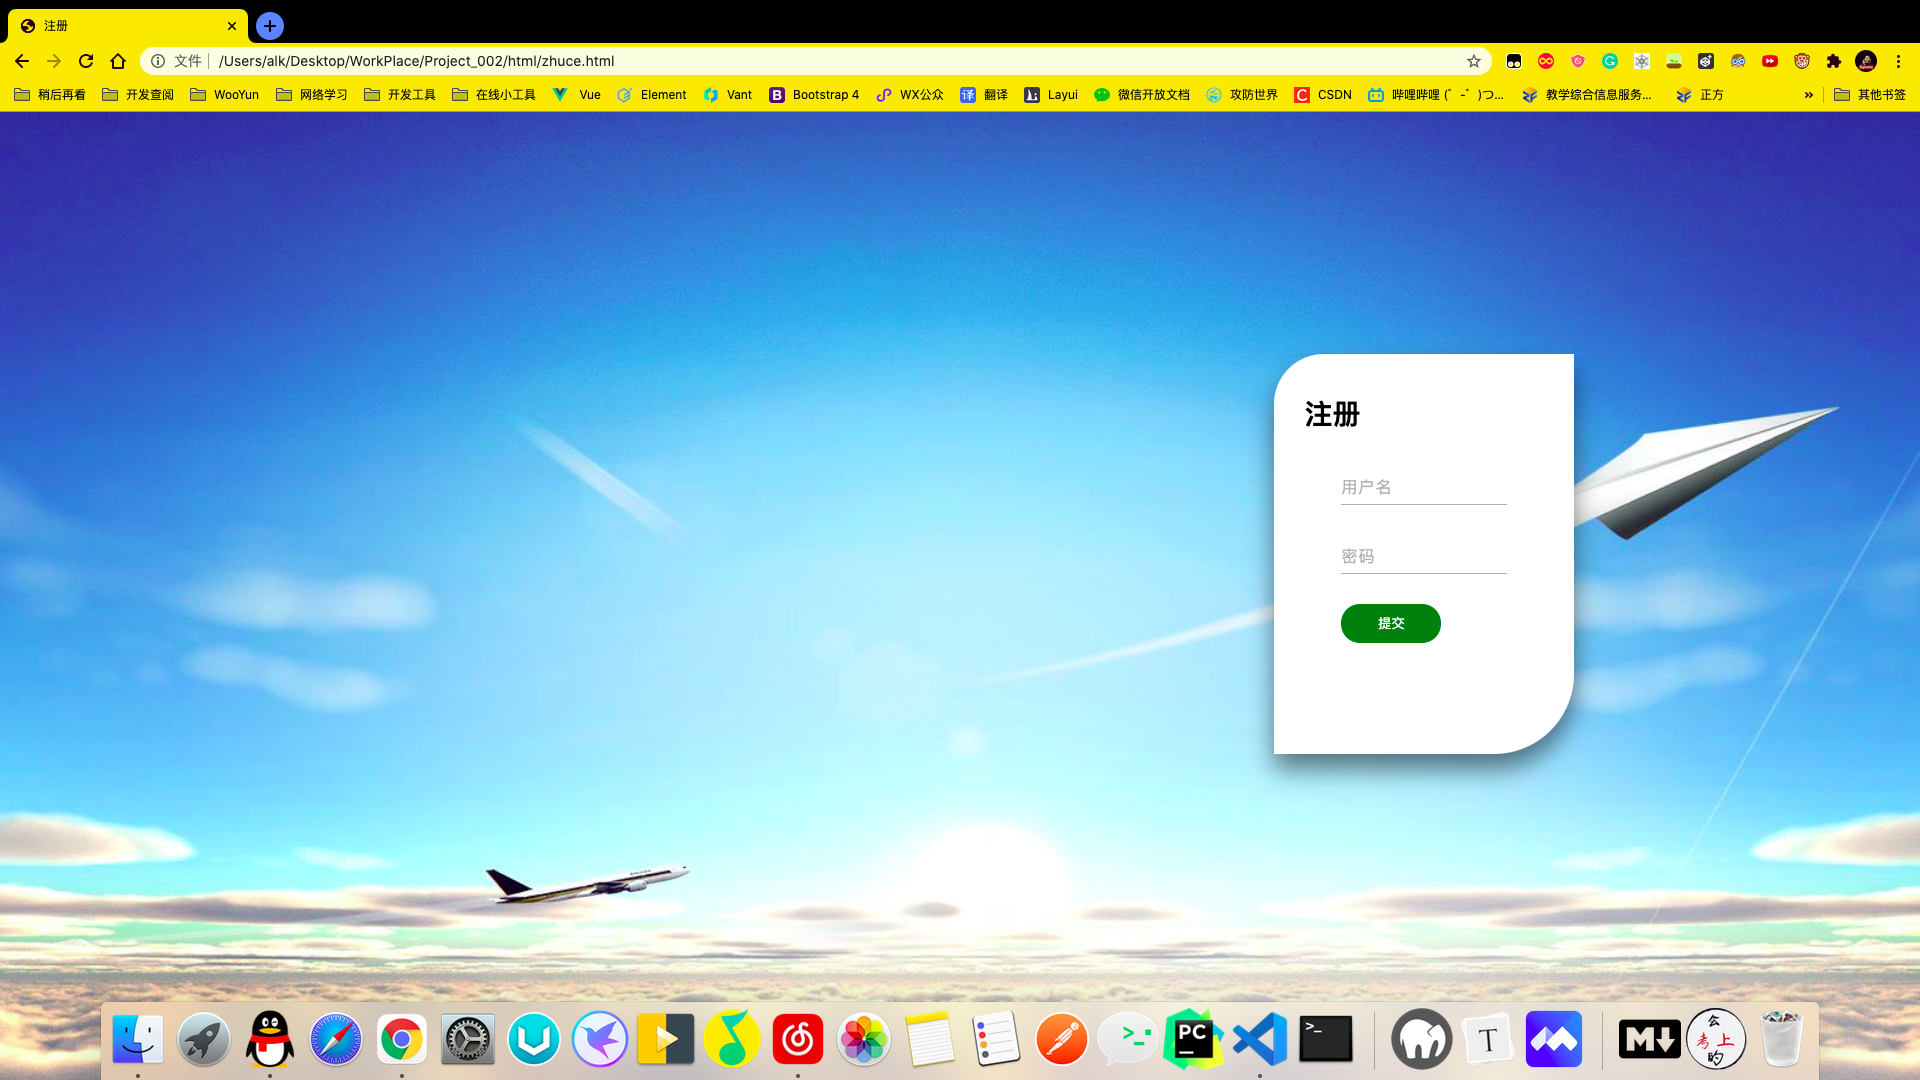 注册
文件 /Users/alk/Desktop/WorkPlace/Project_002/html/zhuce.html
稍后再看 开发查阅 WooYun 网络学习 开发工具 在线小工具 Vue Element Vant Bootstrap 4 WX公众 翻译 Layui 微信开放文档 攻防世界 CSDN 哔哩哔哩 (゜-゜)つ... 教学综合信息服务... 正方 » 其他书签
注册
用户名
密码
提交
PC
>_
T
M
会考上的